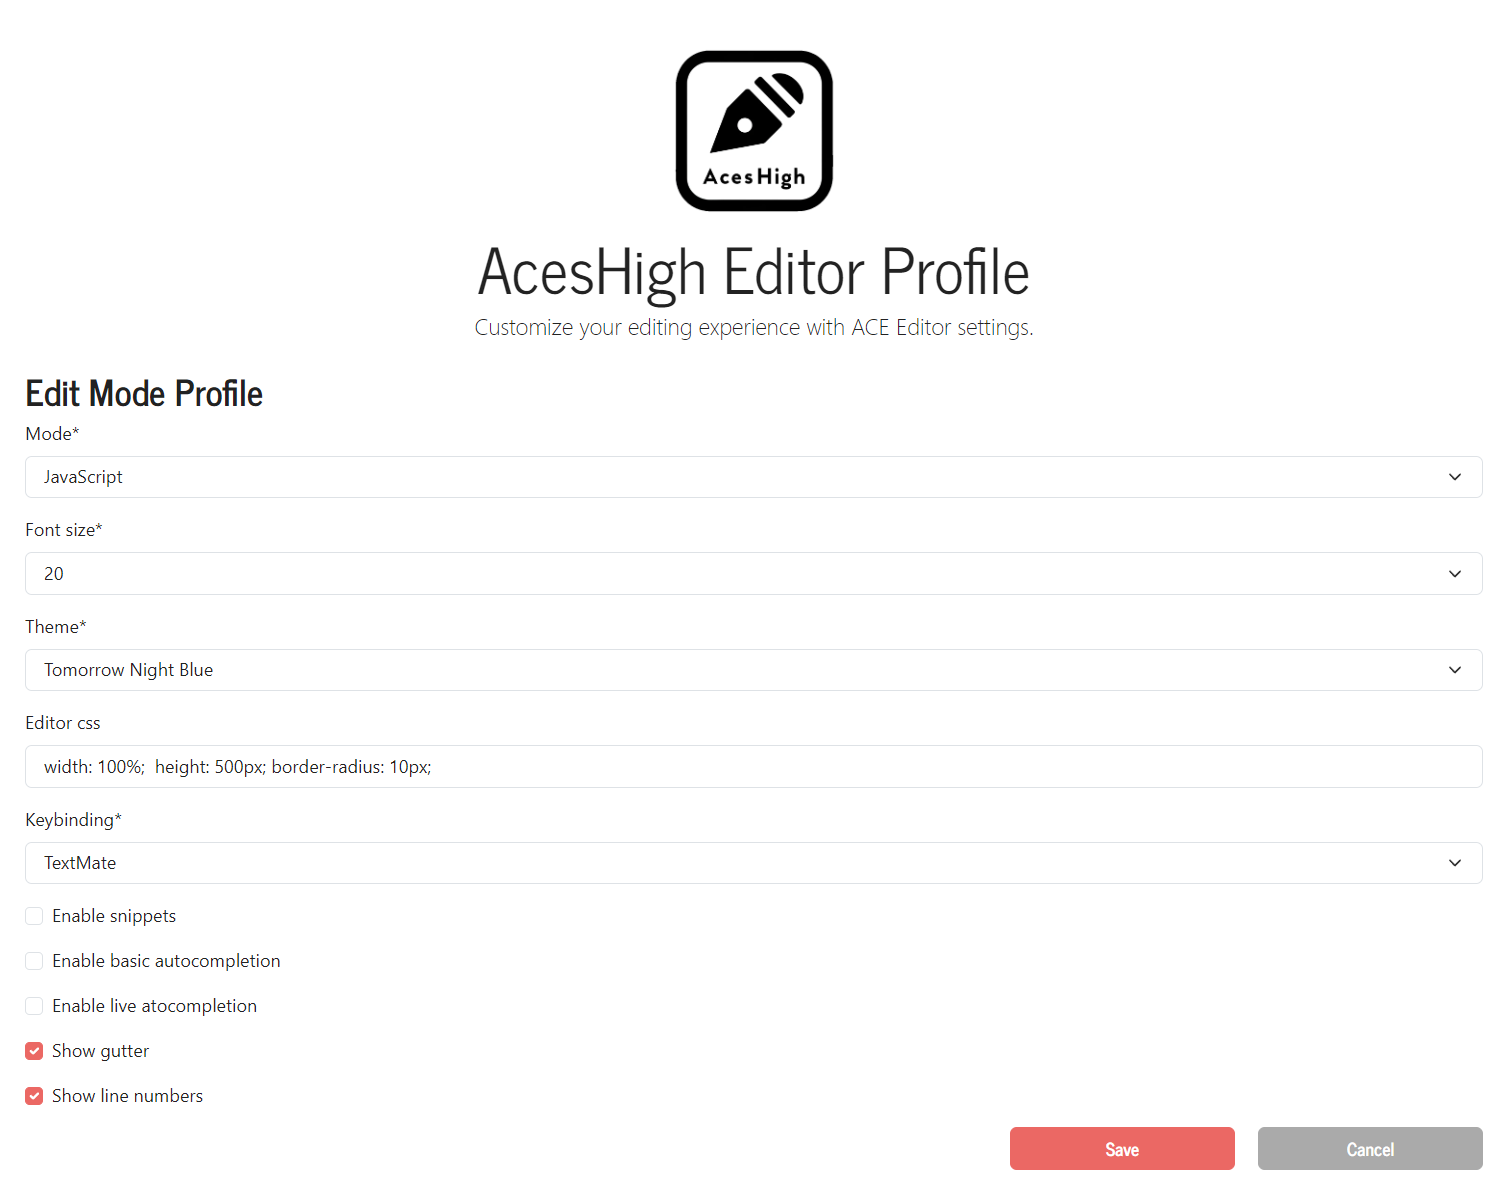 AcesHigh
AcesHigh Editor Profile
Customize your editing experience with ACE Editor settings.
Edit Mode Profile
Mode*
JavaScript
Font size*
20
Theme*
Tomorrow Night Blue
Editor css
width: 100%;  height: 500px; border-radius: 10px;
Keybinding*
TextMate
Enable snippets
Enable basic autocompletion
Enable live atocompletion
Show gutter
Show line numbers
Save Cancel